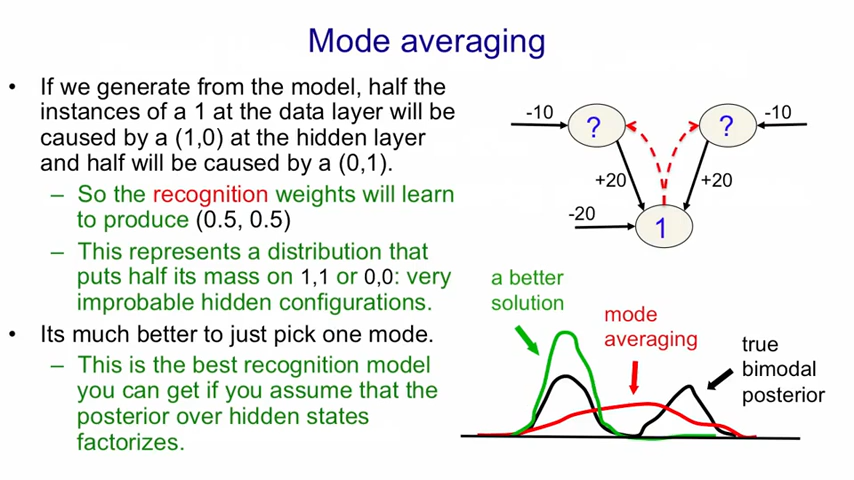 Mode averaging
• If we generate from the model, half the
instances of a 1 at the data layer will be
caused by a (1,0) at the hidden layer
and half will be caused by a (0,1).
– So the recognition weights will learn
to produce (0.5, 0.5)
– This represents a distribution that
puts half its mass on 1,1 or 0,0: very
improbable hidden configurations.
• Its much better to just pick one mode.
– This is the best recognition model
you can get if you assume that the
posterior over hidden states
factorizes.
-10
?
?
-10
+20
+20
-20
1
a better
solution
mode
averaging
true
bimodal
posterior